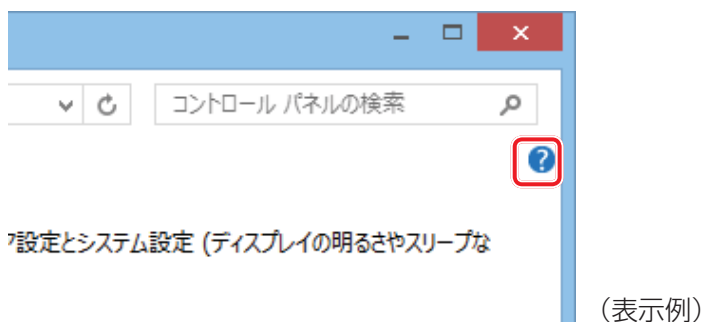 コントロール パネルの検索
?
ア設定とシステム設定 (ディスプレイの明るさやスリープな
（表示例）